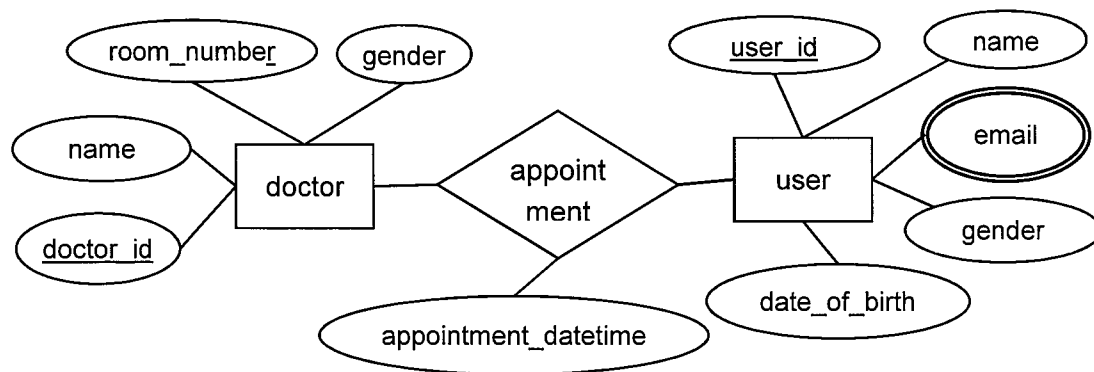 room_number
gender
user_id
name
name
email
doctor
appoint
ment
user
doctor_id
gender
date_of_birth
appointment_datetime